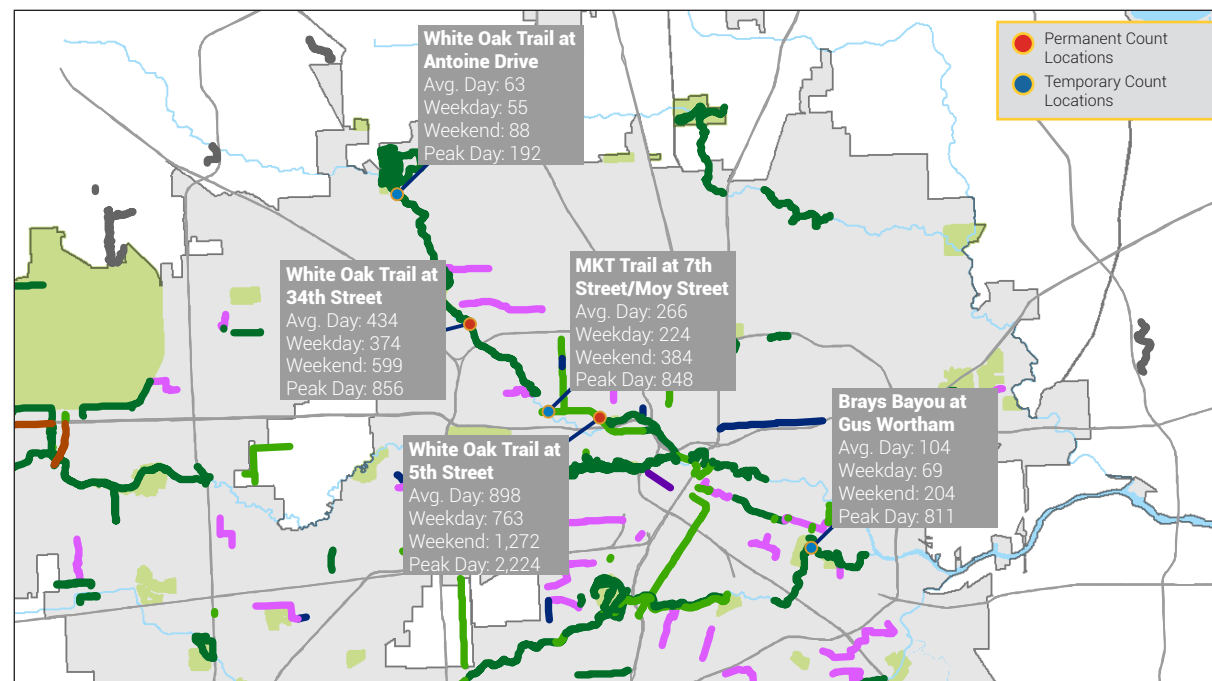 White Oak Trail at
Antoine Drive
Avg. Day: 63
Weekday: 55
Weekend: 88
Peak Day: 192
Permanent Count
Locations
Temporary Count
Locations
White Oak Trail at
34th Street
Avg. Day: 434
Weekday: 374
Weekend: 599
Peak Day: 856
MKT Trail at 7th
Street/Moy Street
Avg. Day: 266
Weekday: 224
Weekend: 384
Peak Day: 848
White Oak Trail at
5th Street
Avg. Day: 898
Weekday: 763
Weekend: 1,272
Peak Day: 2,224
Brays Bayou at
Gus Wortham
Avg. Day: 104
Weekday: 69
Weekend: 204
Peak Day: 811